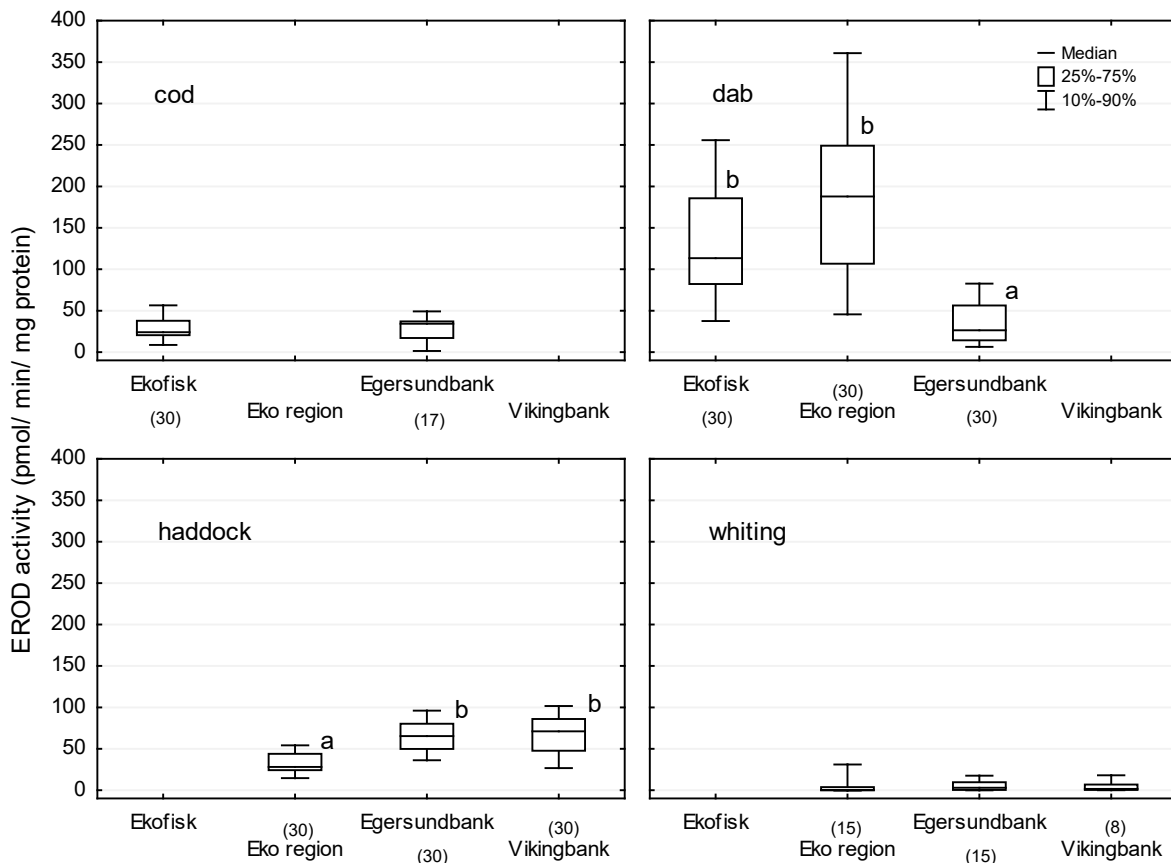 EROD activity (pmol/ min/ mg protein)
400
350
300
250
200
150
100
50
0
cod
Ekofisk
(30)
Eko region
Egersundbank
(17)
Vikingbank
dab
Median
25%-75%
10%-90%
b
b
a
Ekofisk
(30)
(30)
Eko region
Egersundbank
(30)
Vikingbank
400
350
300
250
200
150
100
50
0
haddock
a
b
b
Ekofisk
(30)
Eko region
Egersundbank
(30)
(30)
Vikingbank
whiting
Ekofisk
(15)
Eko region
Egersundbank
(15)
(8)
Vikingbank